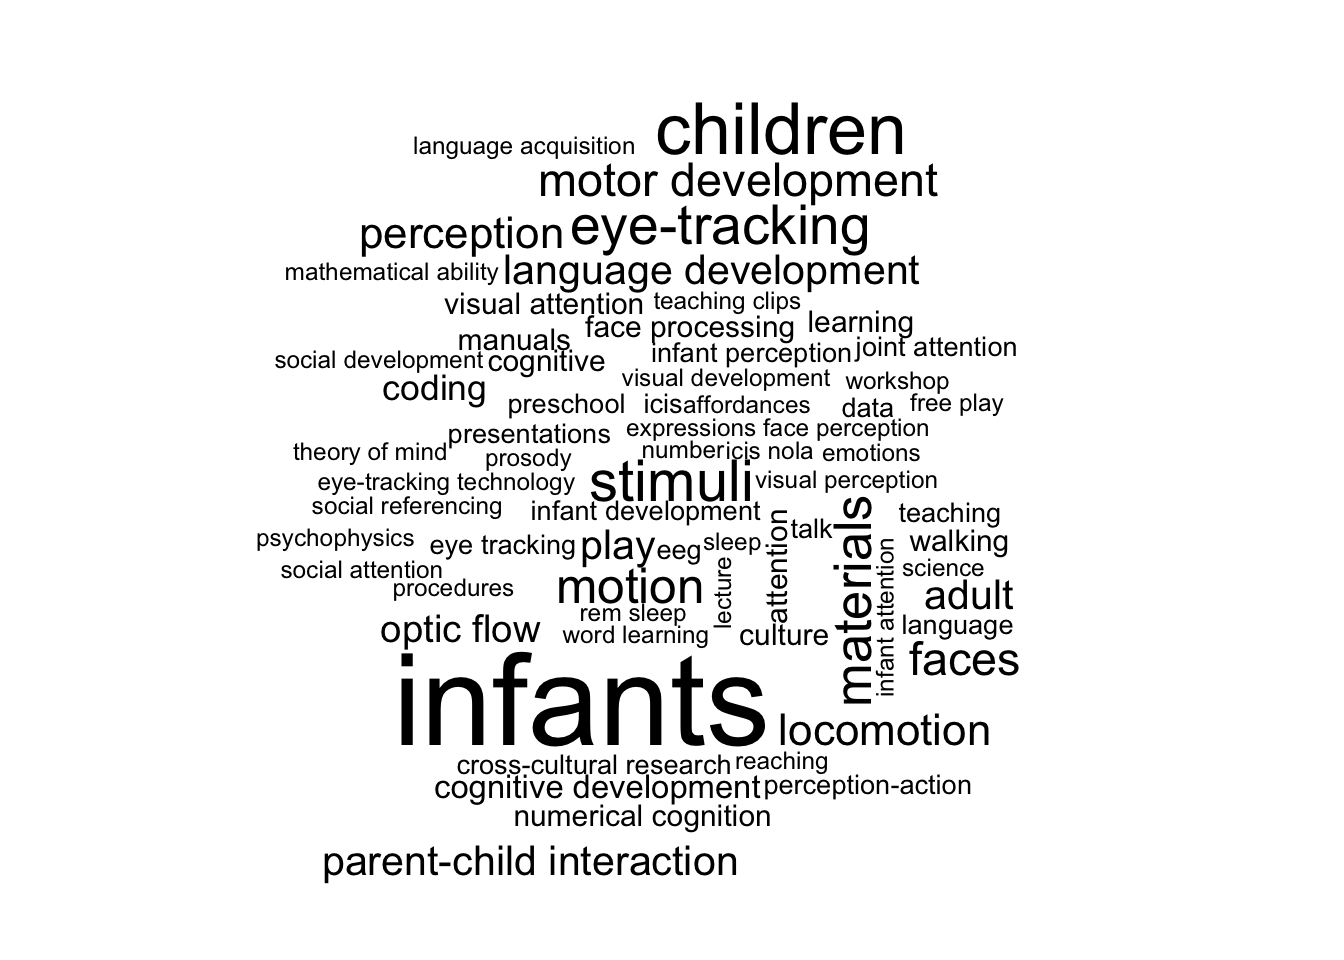 children
language acquisition
motor development
perception eye-tracking
mathematical ability language development
visual attention teaching clips
face processing learning
manuals
infant perception joint attention
social development cognitive
visual development workshop
coding
preschool icis affordances data free play
presentations expressions face perception
theory of mind prosody number icis nola emotions
eye-tracking technology stimuli visual perception
social referencing infant development
attention talk materials teaching
psychophysics eye tracking play eeg sleep walking
social attention infant attention science
procedures motion lecture adult
rem sleep
optic flow word learning culture language
faces
infants
locomotion
cross-cultural research reaching
cognitive development perception-action
numerical cognition
parent-child interaction